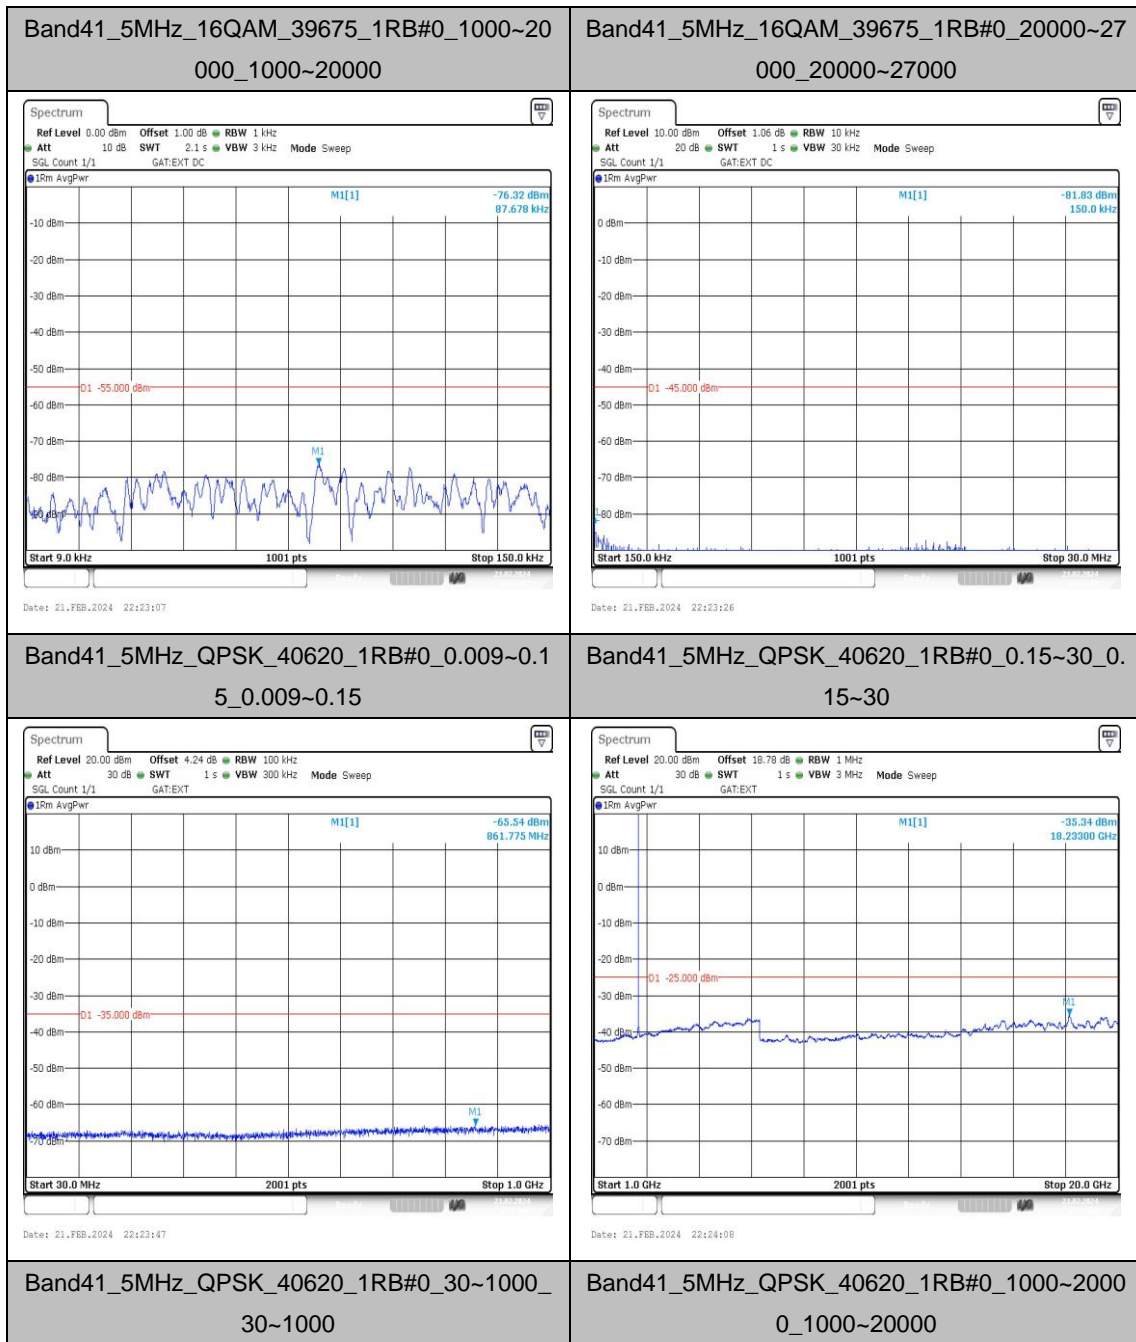 Band41_5MHz_16QAM_39675_1RB#0_1000~20
000_1000~20000
Band41_5MHz_16QAM_39675_1RB#0_20000~27
000_20000~27000
Spectrum
Ref Level 0.00 dBm Offset 1.00 dB RBW 1 kHz
Att 10 dB SWT 2.1 s VBW 3 kHz Mode Sweep
SGL Count 1/1 GAT:EXT DC
1Rm AvgPwr
M1[1] -76.32 dBm
87.678 kHz
-10 dBm
-20 dBm
-30 dBm
-40 dBm
-50 dBm
D1 -55.000 dBm
-60 dBm
-70 dBm
M1
-80 dBm
-90 dBm
Start 9.0 kHz 1001 pts Stop 150.0 kHz
Date: 21.FEB.2024 22:23:07
Spectrum
Ref Level 10.00 dBm Offset 1.06 dB RBW 10 kHz
Att 20 dB SWT 1 s VBW 30 kHz Mode Sweep
SGL Count 1/1 GAT:EXT DC
1Rm AvgPwr
M1[1] -81.83 dBm
150.0 kHz
0 dBm
-10 dBm
-20 dBm
-30 dBm
-40 dBm
D1 -45.000 dBm
-50 dBm
-60 dBm
-70 dBm
-80 dBm
Start 150.0 kHz 1001 pts Stop 30.0 MHz
Date: 21.FEB.2024 22:23:26
Band41_5MHz_QPSK_40620_1RB#0_0.009~0.1
5_0.009~0.15
Band41_5MHz_QPSK_40620_1RB#0_0.15~30_0.
15~30
Spectrum
Ref Level 20.00 dBm Offset 4.24 dB RBW 100 kHz
Att 30 dB SWT 1 s VBW 300 kHz Mode Sweep
SGL Count 1/1 GAT:EXT
1Rm AvgPwr
M1[1] -65.54 dBm
861.775 MHz
10 dBm
0 dBm
-10 dBm
-20 dBm
-30 dBm
D1 -35.000 dBm
-40 dBm
-50 dBm
-60 dBm
M1
-70 dBm
Start 30.0 MHz 2001 pts Stop 1.0 GHz
Date: 21.FEB.2024 22:23:47
Spectrum
Ref Level 20.00 dBm Offset 18.78 dB RBW 1 MHz
Att 30 dB SWT 1 s VBW 3 MHz Mode Sweep
SGL Count 1/1 GAT:EXT
1Rm AvgPwr
M1[1] -35.34 dBm
18.23300 GHz
10 dBm
0 dBm
-10 dBm
-20 dBm
D1 -25.000 dBm
-30 dBm
M1
-40 dBm
-50 dBm
-60 dBm
-70 dBm
Start 1.0 GHz 2001 pts Stop 20.0 GHz
Date: 21.FEB.2024 22:24:08
Band41_5MHz_QPSK_40620_1RB#0_30~1000_
30~1000
Band41_5MHz_QPSK_40620_1RB#0_1000~2000
0_1000~20000